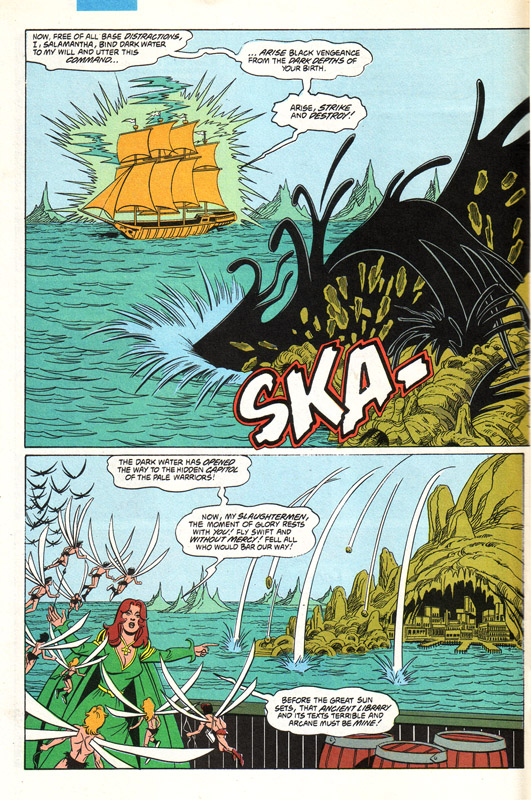 NOW, FREE OF ALL BASE DISTRACTIONS,
I, SALAMANTHA, BIND DARK WATER
TO MY WILL AND UTTER THIS
COMMAND...
... ARISE BLACK VENGEANCE
FROM THE DARK DEPTHS OF
YOUR BIRTH.
ARISE, STRIKE
AND DESTROY!
SKA-
THE DARK WATER HAS OPENED
THE WAY TO THE HIDDEN CAPITOL
OF THE PALE WARRIORS!
NOW, MY SLAUGHTERMEN,
THE MOMENT OF GLORY RESTS
WITH YOU! FLY SWIFT AND
WITHOUT MERCY! FELL ALL
WHO WOULD BAR OUR WAY!
BEFORE THE GREAT SUN
SETS, THAT ANCIENT LIBRARY
AND ITS TEXTS TERRIBLE AND
ARCANE MUST BE MINE!